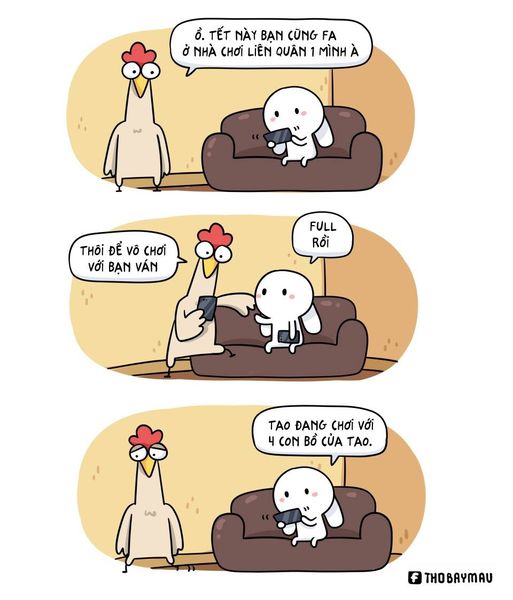 Ồ. TẾT NÀY BẠN CŨNG FA
Ở NHÀ CHƠI LIÊN QUÂN 1 MÌNH À
THÔI ĐỂ VÔ CHƠI
VỚI BẠN VÁN
FULL
RỒI
TAO ĐANG CHƠI VỚI
4 CON BỒ CỦA TAO.
f THOBAYMAU